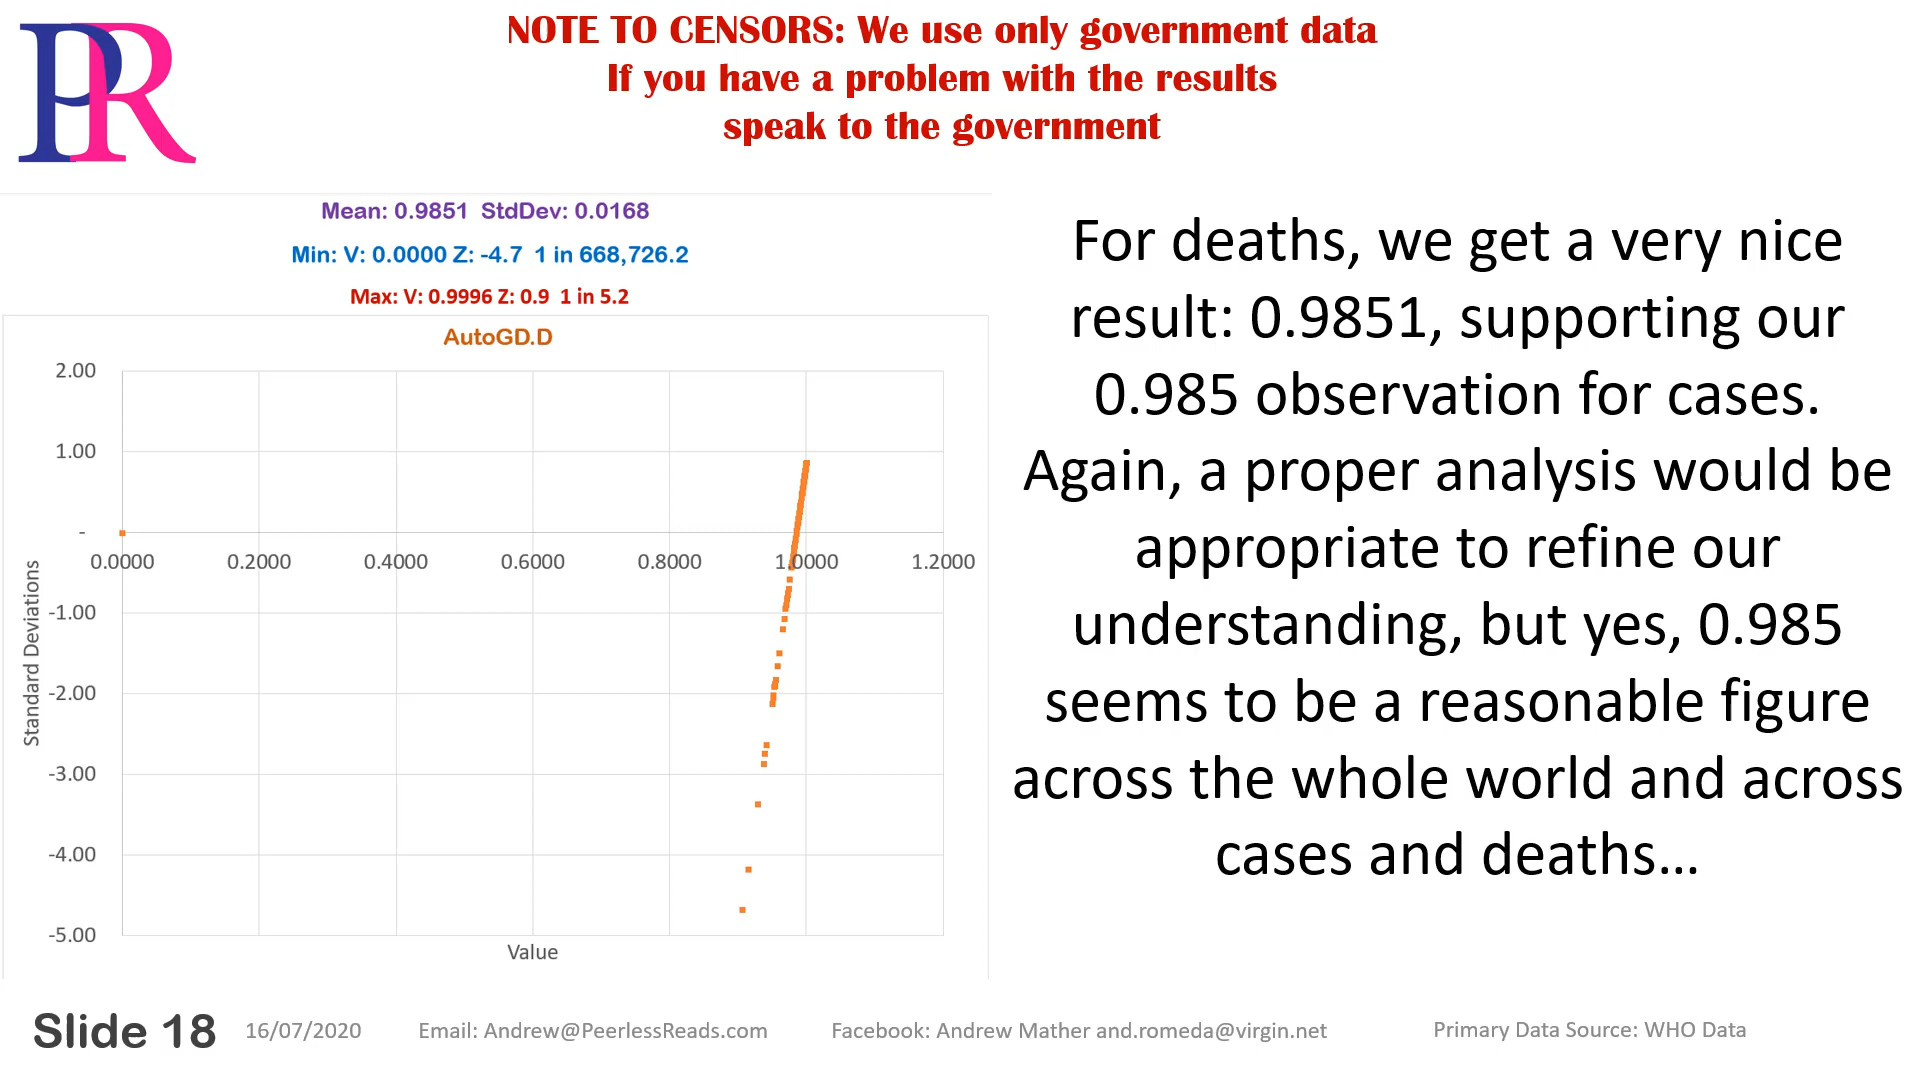 PR
NOTE TO CENSORS: We use only government data
If you have a problem with the results
speak to the government
Mean: 0.9851 StdDev: 0.0168
Min: V: 0.0000 Z: -4.7 1 in 668,726.2
Max: V: 0.9996 Z: 0.9 1 in 5.2
AutoGD.D
2.00
1.00
-
0.0000 0.2000 0.4000 0.6000 0.8000 1.0000 1.2000
-1.00
-2.00
-3.00
-4.00
-5.00
Standard Deviations
Value
For deaths, we get a very nice
result: 0.9851, supporting our
0.985 observation for cases.
Again, a proper analysis would be
appropriate to refine our
understanding, but yes, 0.985
seems to be a reasonable figure
across the whole world and across
cases and deaths...
Slide 18 16/07/2020 Email: Andrew@PeerlessReads.com Facebook: Andrew Mather and.romeda@virgin.net Primary Data Source: WHO Data